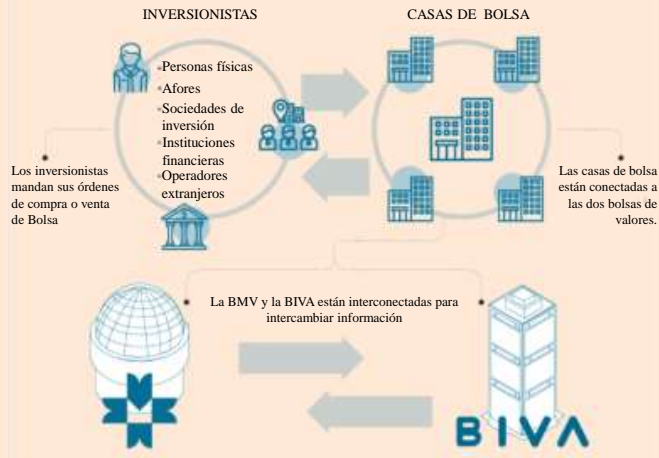 INVERSIONISTAS
CASAS DE BOLSA
Personas físicas
Afores
Sociedades de
inversión
Instituciones
financieras
Operadores
extranjeros
Los inversionistas
mandan sus órdenes
de compra o venta
de Bolsa
Las casas de bolsa
están conectadas a
las dos bolsas de
valores.
La BMV y la BIVA están interconectadas para
intercambiar información
BIVA